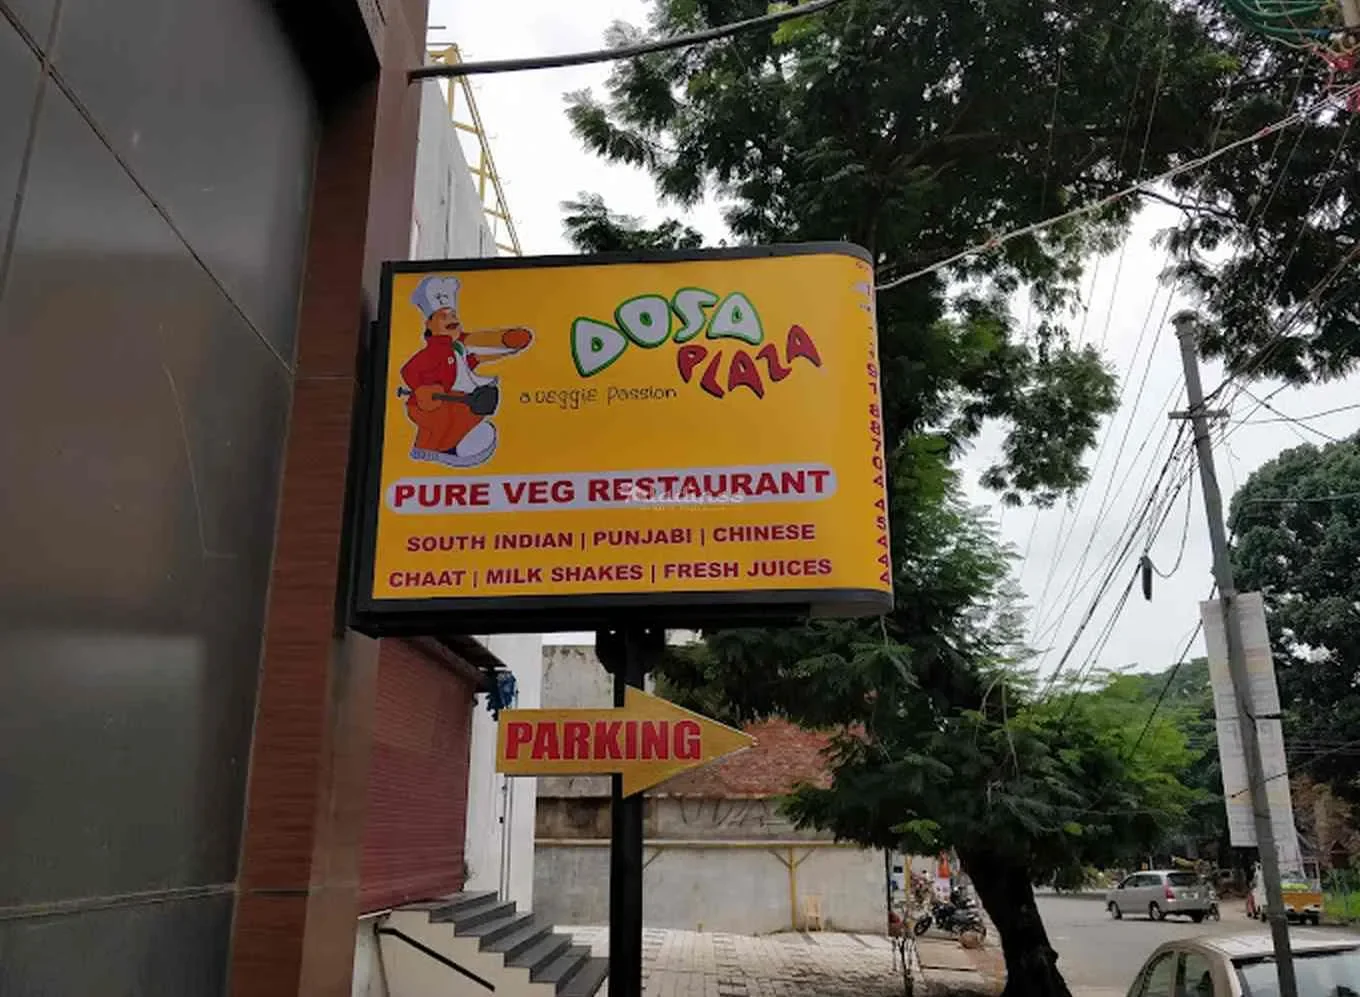 DOSA
PLAZA
a veggie Passion
PURE VEG RESTAURANT
SOUTH INDIAN | PUNJABI | CHINESE
CHAAT | MILK SHAKES | FRESH JUICES
PARKING